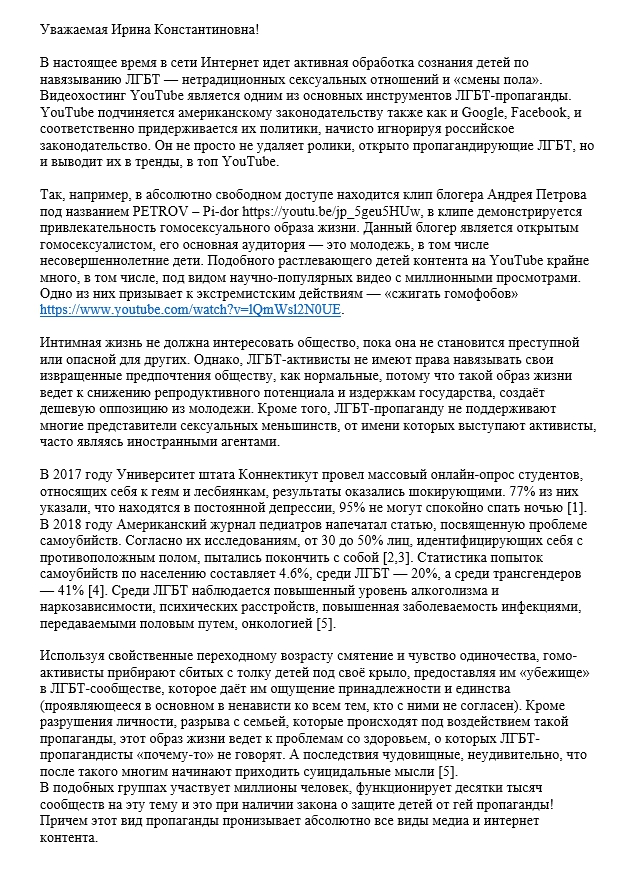 Уважаемая Ирина Константиновна!
В настоящее время в сети Интернет идет активная обработка сознания детей по
навязыванию ЛГБТ — нетрадиционных сексуальных отношений и «смены пола».
Видеохостинг YouTube является одним из основных инструментов ЛГБТ-пропаганды.
YouTube подчиняется американскому законодательству также как и Google, Facebook, и
соответственно придерживается их политики, начисто игнорируя российское
законодательство. Он не просто не удаляет ролики, открыто пропагандирующие ЛГБТ, но
и выводит их в тренды, в топ YouTube.
Так, например, в абсолютно свободном доступе находится клип блогера Андрея Петрова
под названием PETROV – Pi-dor https://youtu.be/jp_5geu5HUw, в клипе демонстрируется
привлекательность гомосексуального образа жизни. Данный блогер является открытым
гомосексуалистом, его основная аудитория — это молодежь, в том числе
несовершеннолетние дети. Подобного растлевающего детей контента на YouTube крайне
много, в том числе, под видом научно-популярных видео с миллионными просмотрами.
Одно из них призывает к экстремистским действиям — «сжигать гомофобов»
https://www.youtube.com/watch?v=lQmWsl2N0UE.
Интимная жизнь не должна интересовать общество, пока она не становится преступной
или опасной для других. Однако, ЛГБТ-активисты не имеют права навязывать свои
извращенные предпочтения обществу, как нормальные, потому что такой образ жизни
ведет к снижению репродуктивного потенциала и издержкам государства, создаёт
дешевую оппозицию из молодежи. Кроме того, ЛГБТ-пропаганду не поддерживают
многие представители сексуальных меньшинств, от имени которых выступают активисты,
часто являясь иностранными агентами.
В 2017 году Университет штата Коннектикут провел массовый онлайн-опрос студентов,
относящих себя к геям и лесбиянкам, результаты оказались шокирующими. 77% из них
указали, что находятся в постоянной депрессии, 95% не могут спокойно спать ночью [1].
В 2018 году Американский журнал педиатров напечатал статью, посвященную проблеме
самоубийств. Согласно их исследованиям, от 30 до 50% лиц, идентифицирующих себя с
противоположным полом, пытались покончить с собой [2,3]. Статистика попыток
самоубийств по населению составляет 4.6%, среди ЛГБТ — 20%, а среди трансгендеров
— 41% [4]. Среди ЛГБТ наблюдается повышенный уровень алкоголизма и
наркозависимости, психических расстройств, повышенная заболеваемость инфекциями,
передаваемыми половым путем, онкологией [5].
Используя свойственные переходному возрасту смятение и чувство одиночества, гомо-
активисты прибирают сбитых с толку детей под своё крыло, предоставляя им «убежище»
в ЛГБТ-сообществе, которое даёт им ощущение принадлежности и единства
(проявляющееся в основном в ненависти ко всем тем, кто с ними не согласен). Кроме
разрушения личности, разрыва с семьей, которые происходят под воздействием такой
пропаганды, этот образ жизни ведет к проблемам со здоровьем, о которых ЛГБТ-
пропагандисты «почему-то» не говорят. А последствия чудовищные, неудивительно, что
после такого многим начинают приходить суицидальные мысли [5].
В подобных группах участвует миллионы человек, функционирует десятки тысяч
сообществ на эту тему и это при наличии закона о защите детей от гей пропаганды!
Причем этот вид пропаганды пронизывает абсолютно все виды медиа и интернет
контента.